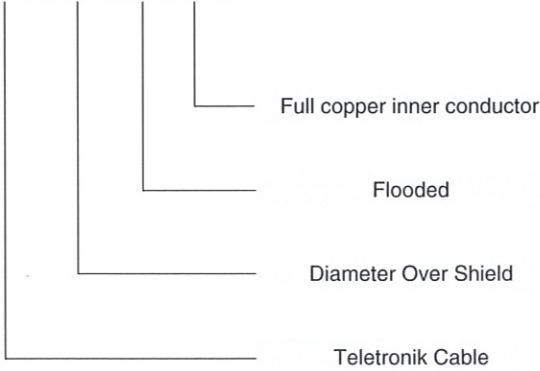 Full copper inner conductor
Flooded
Diameter Over Shield
Teletronik Cable